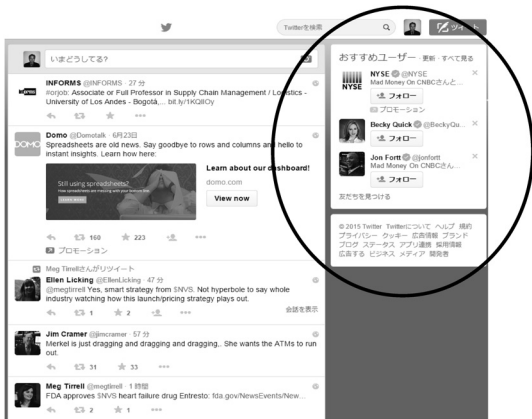 Twitterを検索
ツイート
いまどうしてる?
INFORMS @INFORMS · 27 分
#orjob: Associate or Full Professor in Supply Chain Management / Logistics -
University of Los Andes - Bogotá,... bit.ly/1KQllOy
Domo @Domotalk · 6月23日
Spreadsheets are old news. Say goodbye to rows and columns and hello to
instant insights. Learn how here:
DOMO
Still using spreadsheets?
LEARN MORE
Learn about our dashboard!
domo.com
View now
160 223
プロモーション
Meg Tirrellさんがリツイート
Ellen Licking @EllenLicking · 47 分
@megtirrell Yes, smart strategy from $NVS. Not hyperbole to say whole
industry watching how this launch/pricing strategy plays out.
1 2 会話を表示
Jim Cramer @jimcramer · 57 分
Merkel is just dragging and dragging and dragging,. She wants the ATMs to run
out.
31 33
Meg Tirrell @megtirrell · 1 時間
FDA approves $NVS heart failure drug Entresto: fda.gov/NewsEvents/New...
2 1
おすすめユーザー · 更新 · すべて見る
NYSE @NYSE
Mad Money On CNBCさんと...
NYSE
フォロー
プロモーション
Becky Quick @BeckyQu...
フォロー
Jon Fortt @jonfortt
Mad Money On CNBCさん...
フォロー
友だちを見つける
© 2015 Twitter Twitterについて ヘルプ 規約
プライバシー クッキー 広告情報 ブランド
ブログ ステータス アプリ連携 採用情報
広告する ビジネス メディア 開発者